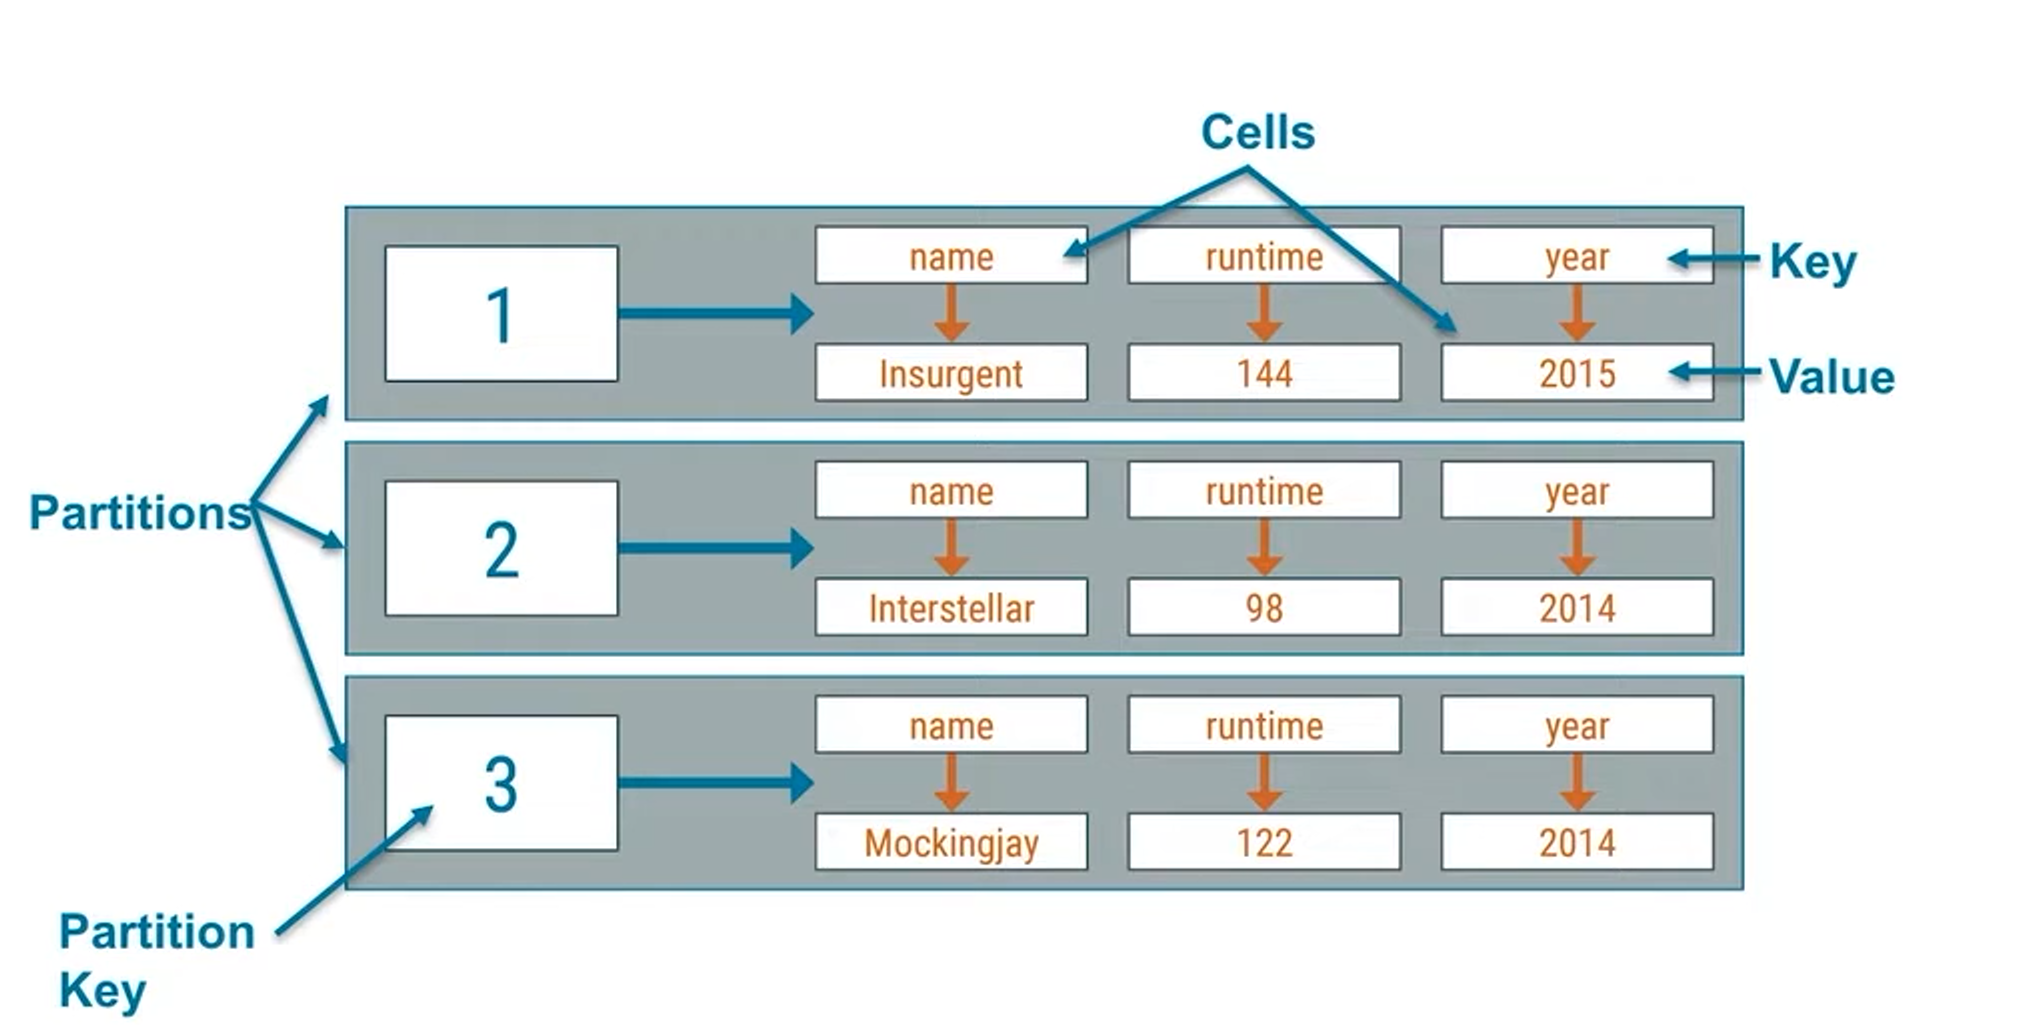 Cells
name runtime year Key
1
Insurgent 144 2015 Value
Partitions
name runtime year
2
Interstellar 98 2014
name runtime year
3
Mockingjay 122 2014
Partition
Key